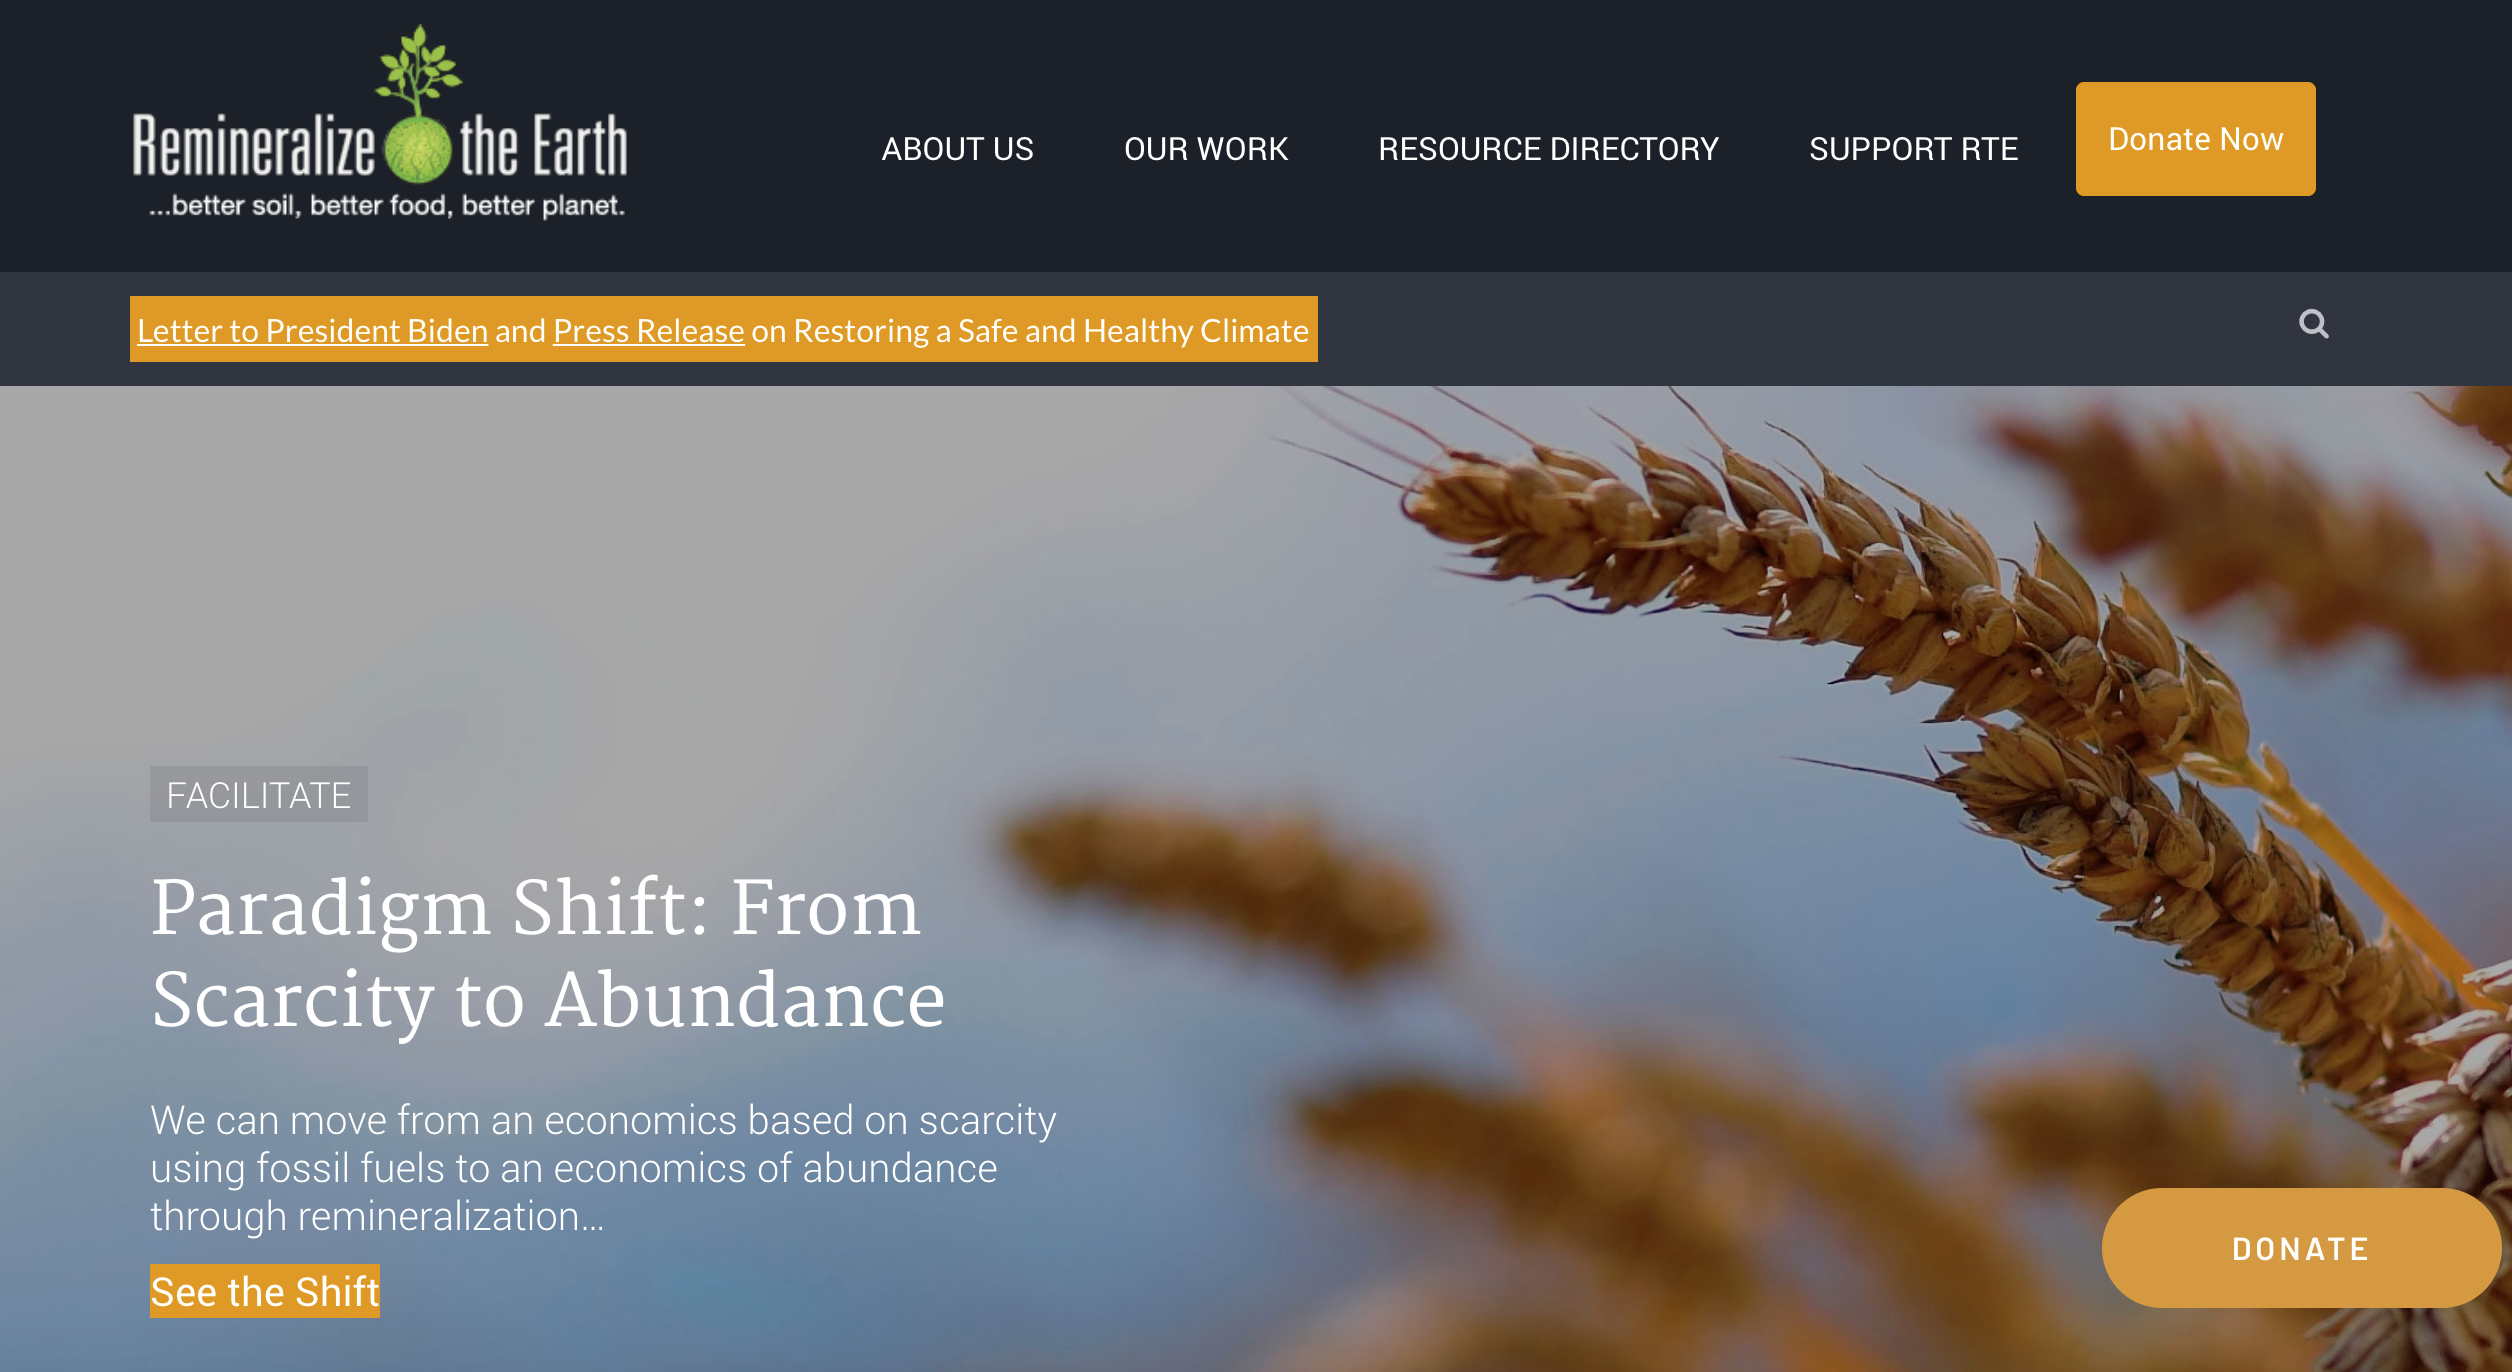 Remineralize the Earth
...better soil, better food, better planet.
ABOUT US
OUR WORK
RESOURCE DIRECTORY
SUPPORT RTE
Donate Now
Letter to President Biden and Press Release on Restoring a Safe and Healthy Climate
FACILITATE
Paradigm Shift: From
Scarcity to Abundance
We can move from an economics based on scarcity
using fossil fuels to an economics of abundance
through remineralization...
See the Shift
DONATE